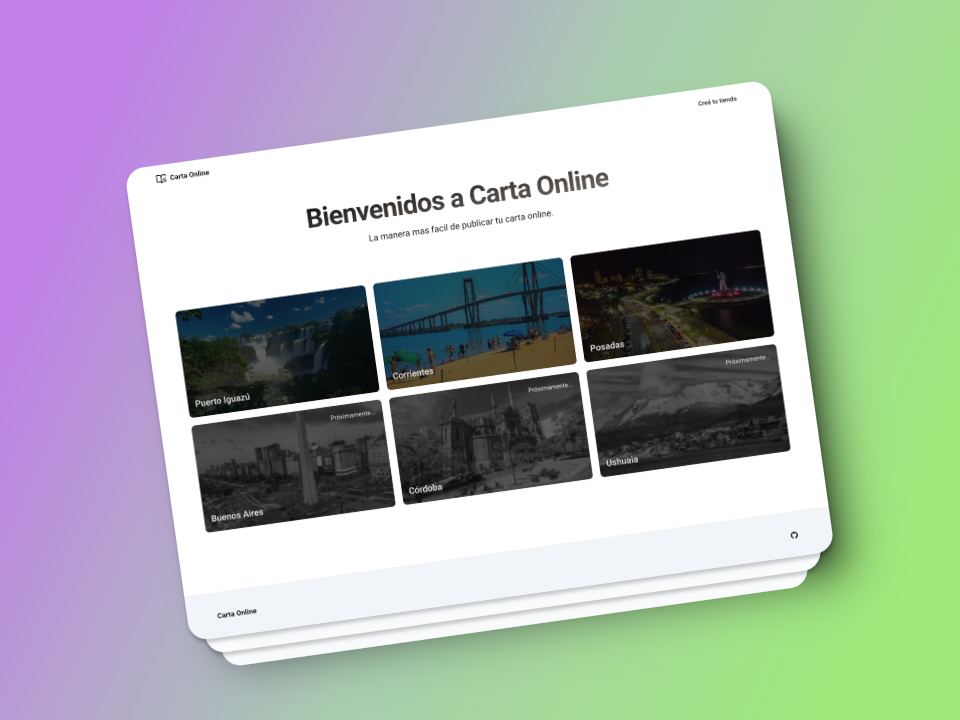 Carta Online
Creá tu tienda
Bienvenidos a Carta Online
La manera mas facil de publicar tu carta online.
Puerto Iguazú
Corrientes
Posadas
Próximamente...
Buenos Aires
Próximamente...
Córdoba
Próximamente...
Ushuaia
Carta Online